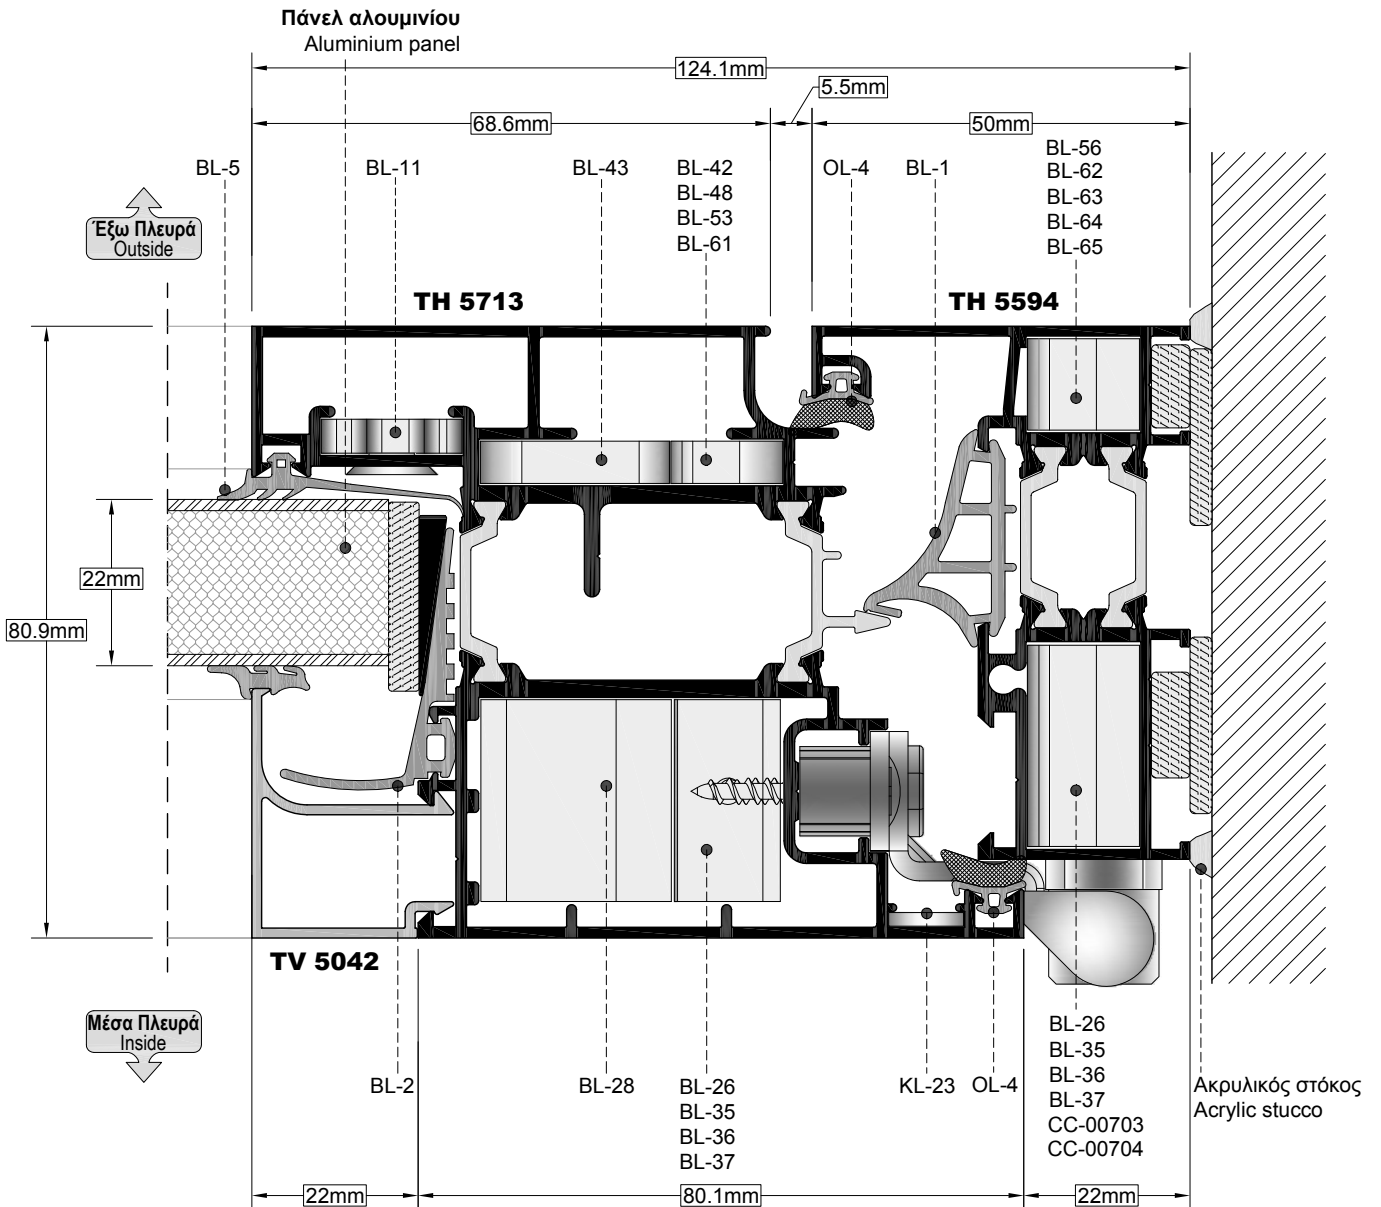 Πάνελ αλουμινίου
Aluminium panel
124.1mm
5.5mm
68.6mm
50mm
BL-5
BL-11
BL-43
BL-42
BL-48
BL-53
BL-61
OL-4
BL-1
BL-56
BL-62
BL-63
BL-64
BL-65
Έξω Πλευρά
Outside
TH 5713
TH 5594
22mm
80.9mm
TV 5042
Μέσα Πλευρά
Inside
BL-2
BL-28
BL-26
BL-35
BL-36
BL-37
KL-23
OL-4
BL-26
BL-35
BL-36
BL-37
CC-00703
CC-00704
Ακρυλικός στόκος
Acrylic stucco
22mm
80.1mm
22mm